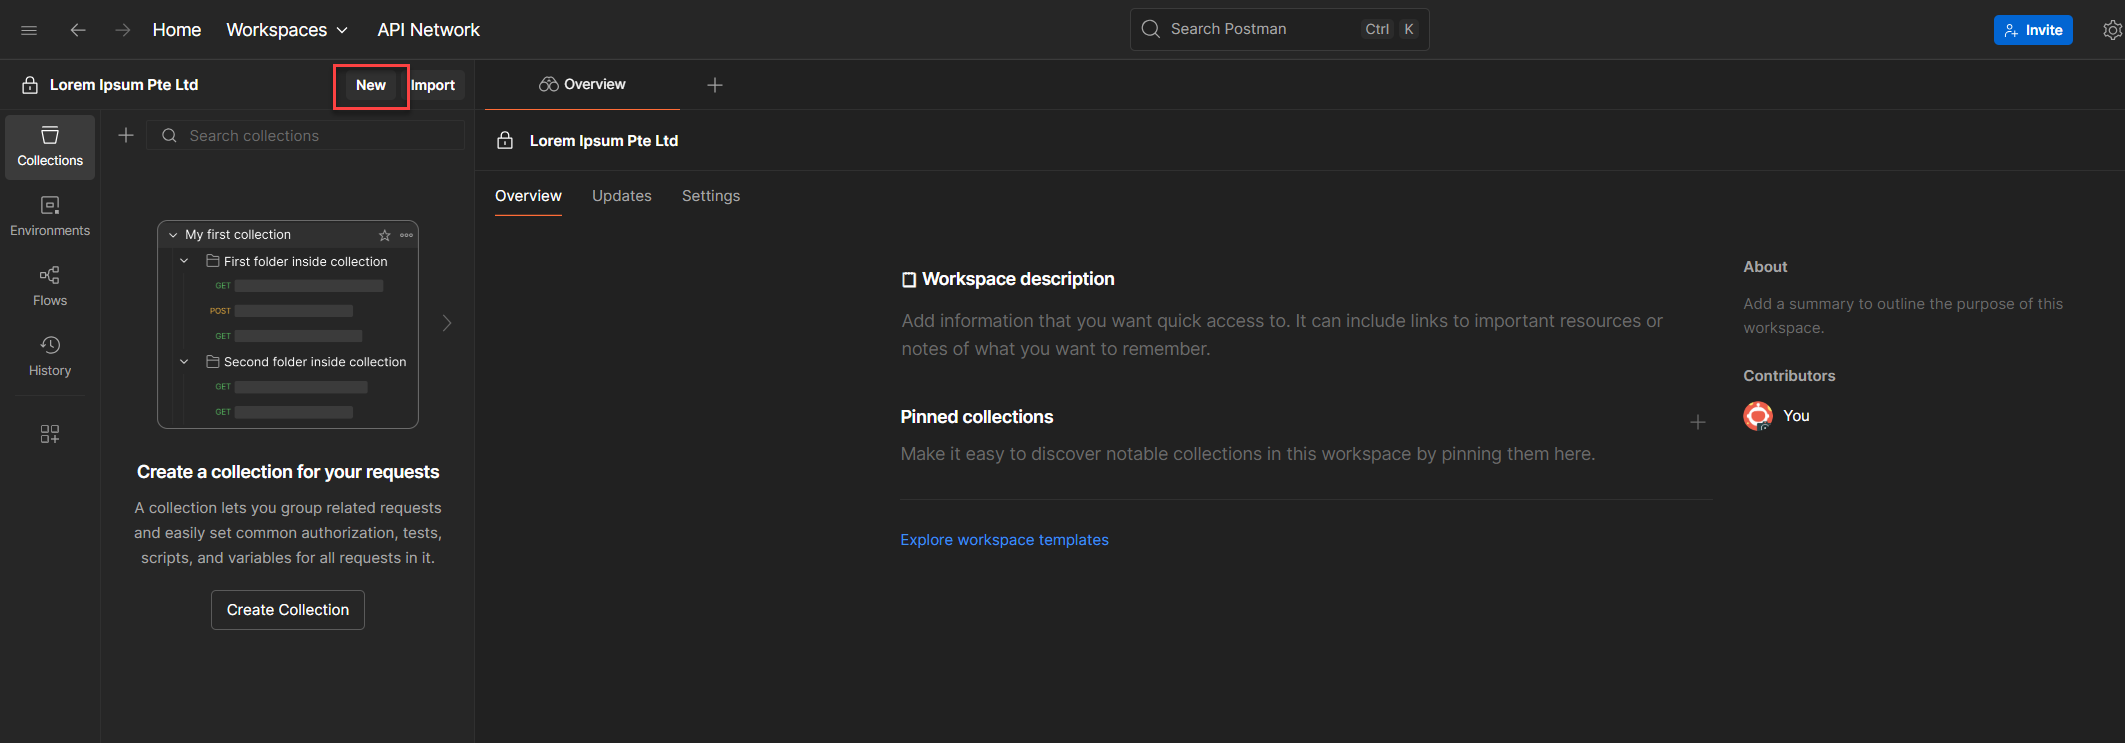 Home Workspaces API Network Search Postman Ctrl K Invite
Lorem Ipsum Pte Ltd New Import
Overview
Collections
Environments
Flows
History
Search collections
My first collection
First folder inside collection
GET
POST
GET
Second folder inside collection
GET
GET
Create a collection for your requests
A collection lets you group related requests
and easily set common authorization, tests,
scripts, and variables for all requests in it.
Create Collection
Lorem Ipsum Pte Ltd
Overview Updates Settings
Workspace description
Add information that you want quick access to. It can include links to important resources or
notes of what you want to remember.
Pinned collections
Make it easy to discover notable collections in this workspace by pinning them here.
Explore workspace templates
About
Add a summary to outline the purpose of this
workspace.
Contributors
You